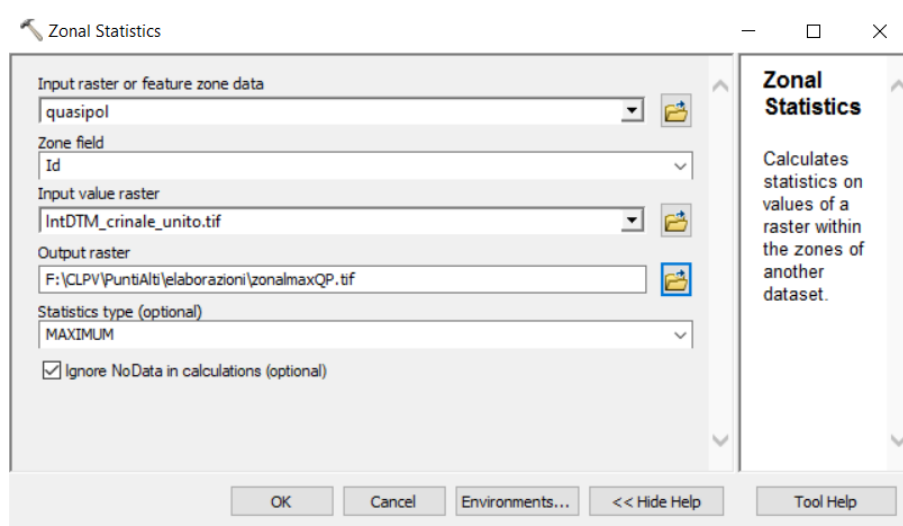 Zonal Statistics
Input raster or feature zone data
quasipol
Zone field
Id
Input value raster
IntDTM_crinale_unito.tif
Output raster
F:\CLPV\PuntiAlti\elaborazioni\zonalmaxQP.tif
Statistics type (optional)
MAXIMUM
Ignore NoData in calculations (optional)
Zonal
Statistics
Calculates
statistics on
values of a
raster within
the zones of
another
dataset.
OK Cancel Environments... << Hide Help Tool Help